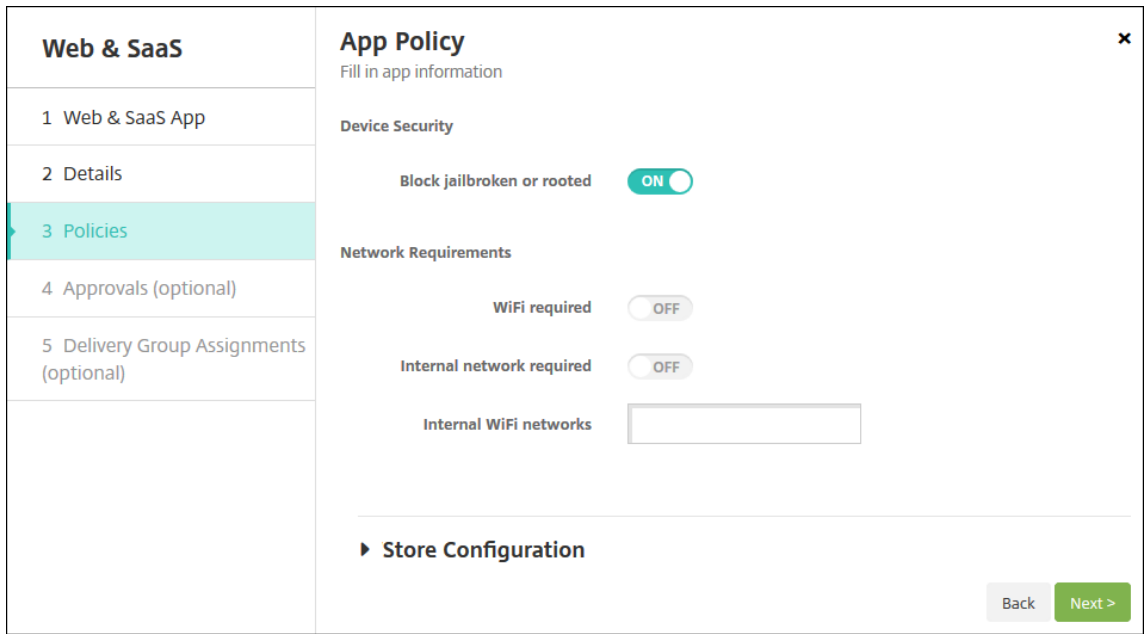 Web & SaaS
1 Web & SaaS App
2 Details
3 Policies
4 Approvals (optional)
5 Delivery Group Assignments
(optional)
App Policy
Fill in app information
Device Security
Block jailbroken or rooted ON
Network Requirements
WiFi required OFF
Internal network required OFF
Internal WiFi networks
Store Configuration
Back Next >